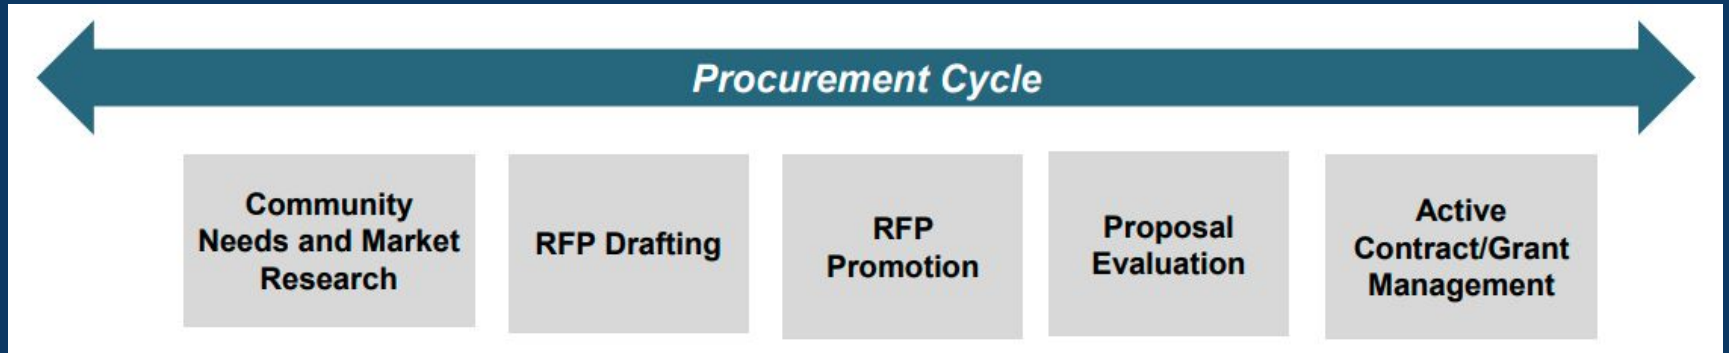 Procurement Cycle
Community
Needs and Market
Research
RFP Drafting
RFP
Promotion
Proposal
Evaluation
Active
Contract/Grant
Management